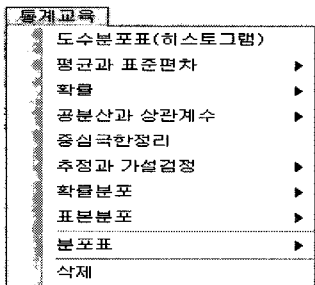 통계교육
도수분포표(히스토그램)
평균과 표준편차
확률
공분산과 상관계수
중심극한정리
추정과 가설검정
확률분포
표본분포
분포표
삭제